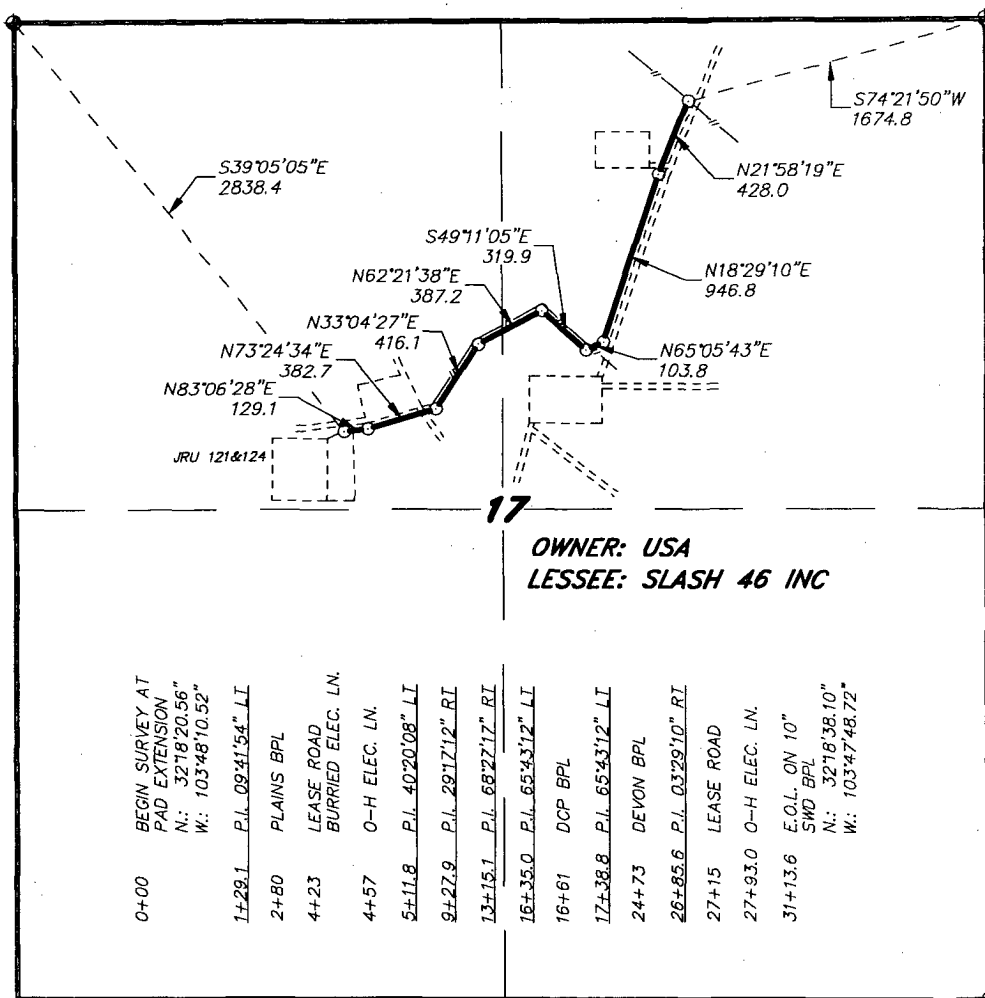 S74°21'50"W
1674.8
S39°05'05"E
2838.4
N21°58'19"E
428.0
S49°11'05"E
319.9
N62°21'38"E
387.2
N18°29'10"E
946.8
N33°04'27"E
416.1
N73°24'34"E
382.7
N65°05'43"E
103.8
N83°06'28"E
129.1
JRU 121&124
17
OWNER: USA
LESSEE: SLASH 46 INC
0+00 BEGIN SURVEY AT
PAD EXTENSION
N.: 32°18'20.56"
W.: 103°48'10.52"
1+29.1 P.I. 09°41'54" LT
2+80 PLAINS BPL
4+23 LEASE ROAD
BURRIED ELEC. LN.
4+57 O-H ELEC. LN.
5+11.8 P.I. 40°20'08" LT
9+27.9 P.I. 29°17'12" RT
13+15.1 P.I. 68°27'17" RT
16+35.0 P.I. 65°43'12" LT
16+61 DCP BPL
17+38.8 P.I. 65°43'12" LT
24+73 DEVON BPL
26+85.6 P.I. 03°29'10" RT
27+15 LEASE ROAD
27+93.0 O-H ELEC. LN.
31+13.6 E.O.L. ON 10"
SWD BPL
N.: 32°18'38.10"
W.: 103°47'48.72"